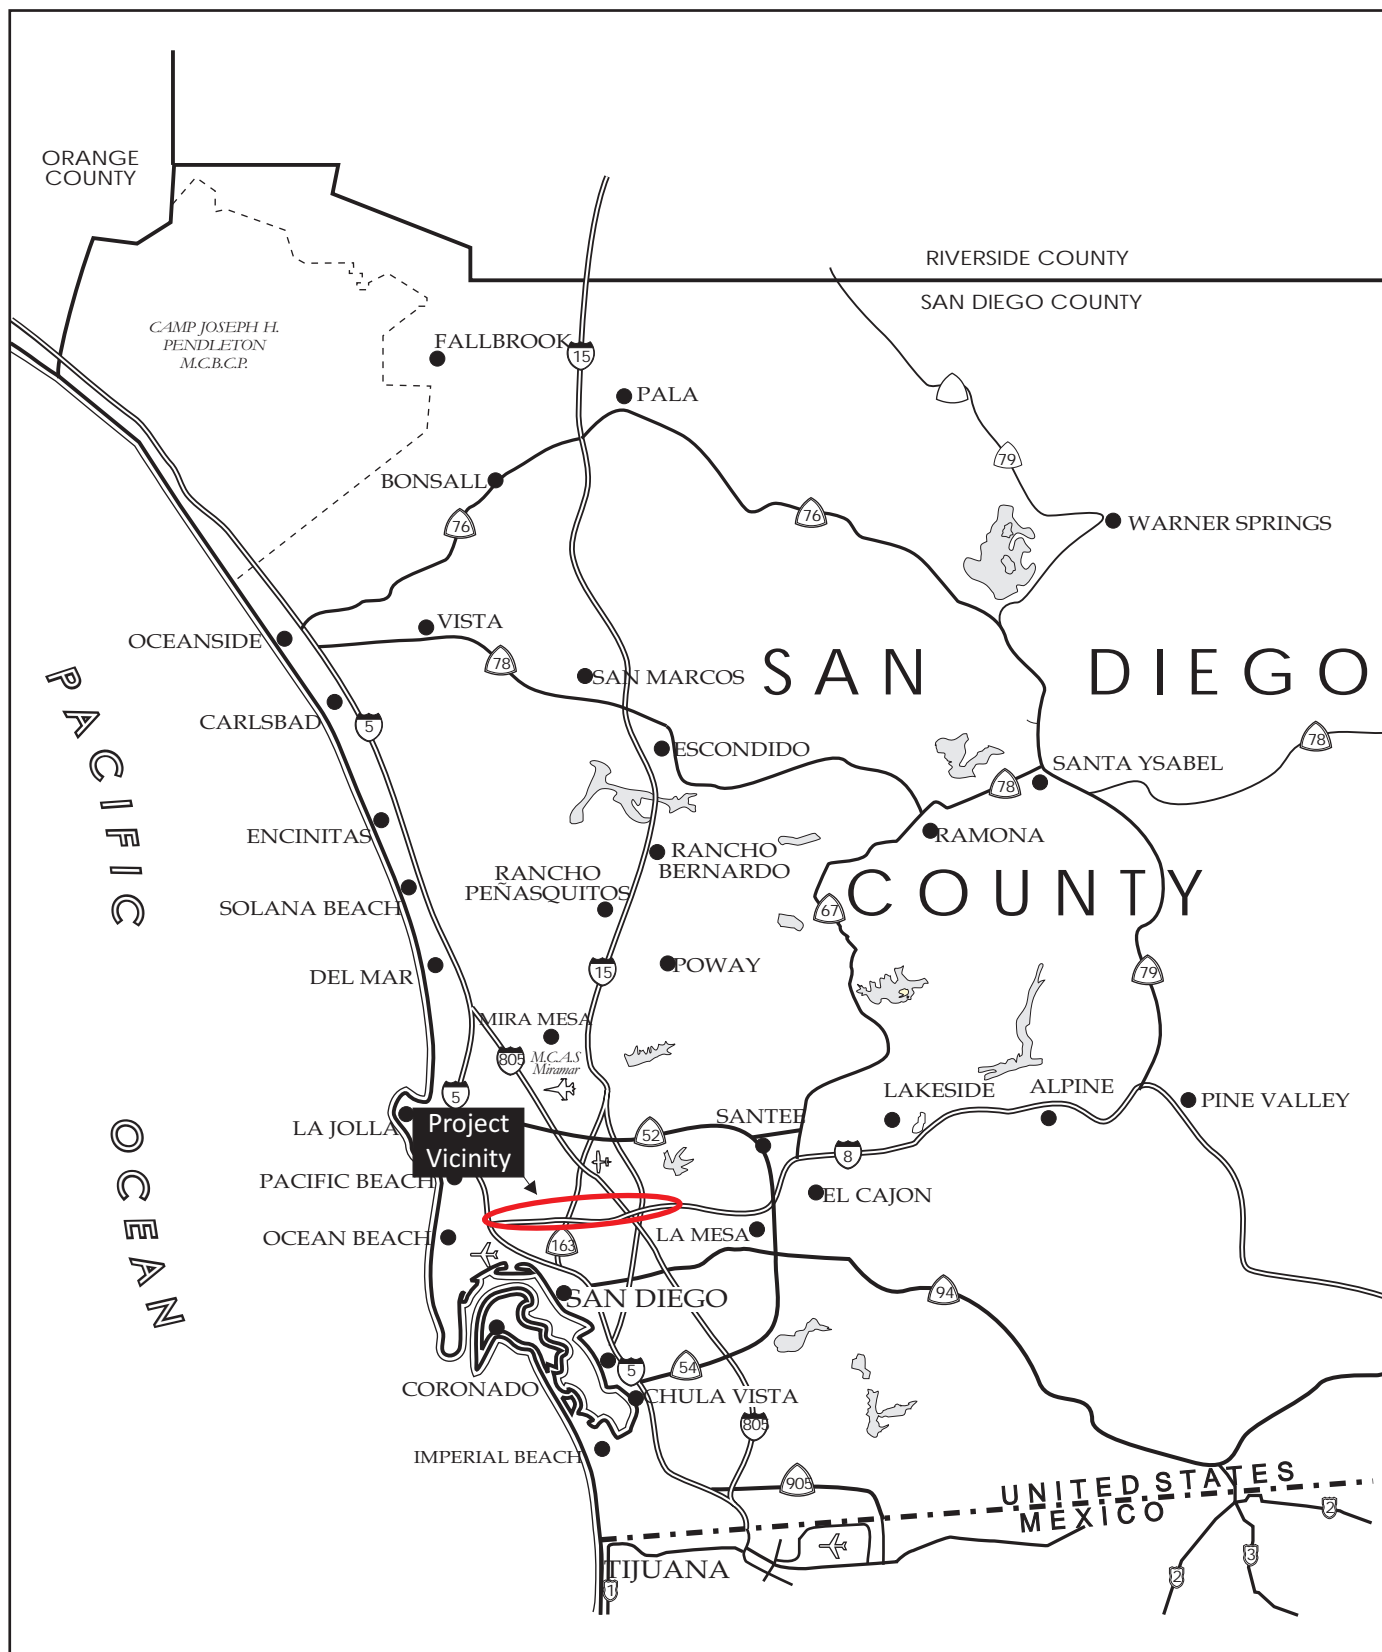 ORANGE
COUNTY
RIVERSIDE COUNTY
SAN DIEGO COUNTY
CAMP JOSEPH H.
PENDLETON
M.C.B.C.P.
FALLBROOK
15
PALA
79
BONSALL
76
76
WARNER SPRINGS
VISTA
OCEANSIDE
78
SAN MARCOS
SAN DIEGO
COUNTY
PACIFIC
OCEAN
CARLSBAD
5
ESCONDIDO
78
SANTA YSABEL
78
ENCINITAS
RAMONA
RANCHO
BERNARDO
RANCHO
PEÑASQUITOS
SOLANA BEACH
67
DEL MAR
15
POWAY
79
MIRA MESA
805
M.C.A.S
Miramar
5
LAKESIDE
ALPINE
PINE VALLEY
LA JOLLA
Project
Vicinity
52
SANTEE
8
PACIFIC BEACH
EL CAJON
OCEAN BEACH
163
LA MESA
SAN DIEGO
94
5
54
CORONADO
CHULA VISTA
805
IMPERIAL BEACH
905
UNITED STATES
MEXICO
2
3
2
TIJUANA
1